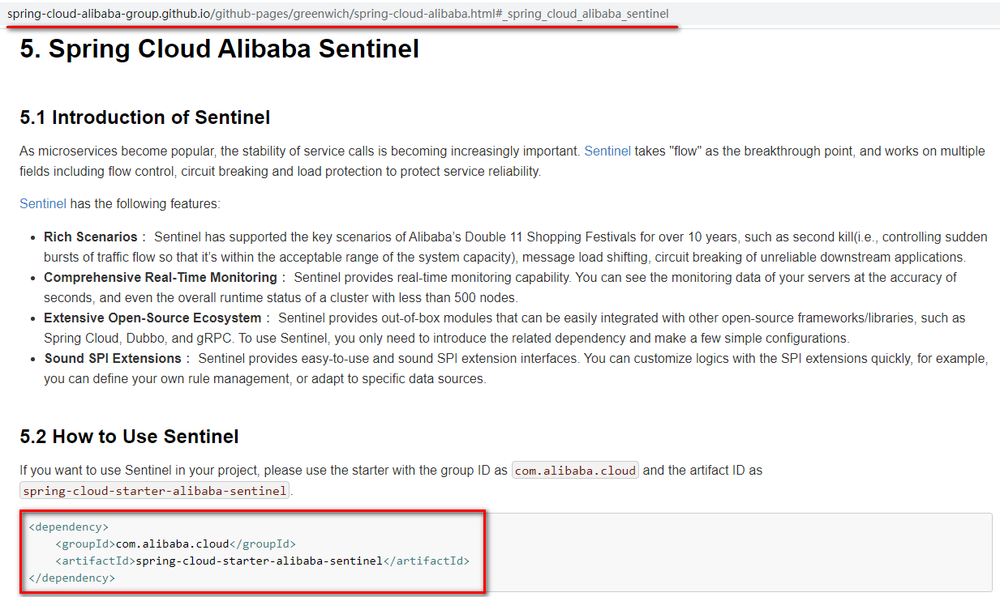 spring-cloud-alibaba-group.github.io/github-pages/greenwich/spring-cloud-alibaba.html#_spring_cloud_alibaba_sentinel
5. Spring Cloud Alibaba Sentinel
5.1 Introduction of Sentinel
As microservices become popular, the stability of service calls is becoming increasingly important. Sentinel takes "flow" as the breakthrough point, and works on multiple
fields including flow control, circuit breaking and load protection to protect service reliability.
Sentinel has the following features:
• Rich Scenarios： Sentinel has supported the key scenarios of Alibaba’s Double 11 Shopping Festivals for over 10 years, such as second kill(i.e., controlling sudden
bursts of traffic flow so that it’s within the acceptable range of the system capacity), message load shifting, circuit breaking of unreliable downstream applications.
• Comprehensive Real-Time Monitoring： Sentinel provides real-time monitoring capability. You can see the monitoring data of your servers at the accuracy of
seconds, and even the overall runtime status of a cluster with less than 500 nodes.
• Extensive Open-Source Ecosystem： Sentinel provides out-of-box modules that can be easily integrated with other open-source frameworks/libraries, such as
Spring Cloud, Dubbo, and gRPC. To use Sentinel, you only need to introduce the related dependency and make a few simple configurations.
• Sound SPI Extensions： Sentinel provides easy-to-use and sound SPI extension interfaces. You can customize logics with the SPI extensions quickly, for example,
you can define your own rule management, or adapt to specific data sources.
5.2 How to Use Sentinel
If you want to use Sentinel in your project, please use the starter with the group ID as com.alibaba.cloud and the artifact ID as
spring-cloud-starter-alibaba-sentinel.
<dependency>
    <groupId>com.alibaba.cloud</groupId>
    <artifactId>spring-cloud-starter-alibaba-sentinel</artifactId>
</dependency>